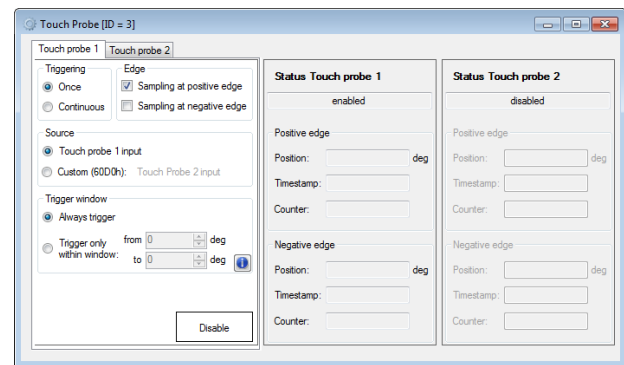 Touch Probe [ID = 3]
Touch probe 1
Touch probe 2
Triggering
Once
Continuous
Edge
Sampling at positive edge
Sampling at negative edge
Source
Touch probe 1 input
Custom (60D0h): Touch Probe 2 input
Trigger window
Always trigger
Trigger only
within window:
from 0 deg
to 0 deg
Disable
Status Touch probe 1
enabled
Positive edge
Position: deg
Timestamp:
Counter:
Negative edge
Position: deg
Timestamp:
Counter:
Status Touch probe 2
disabled
Positive edge
Position: deg
Timestamp:
Counter:
Negative edge
Position: deg
Timestamp:
Counter: